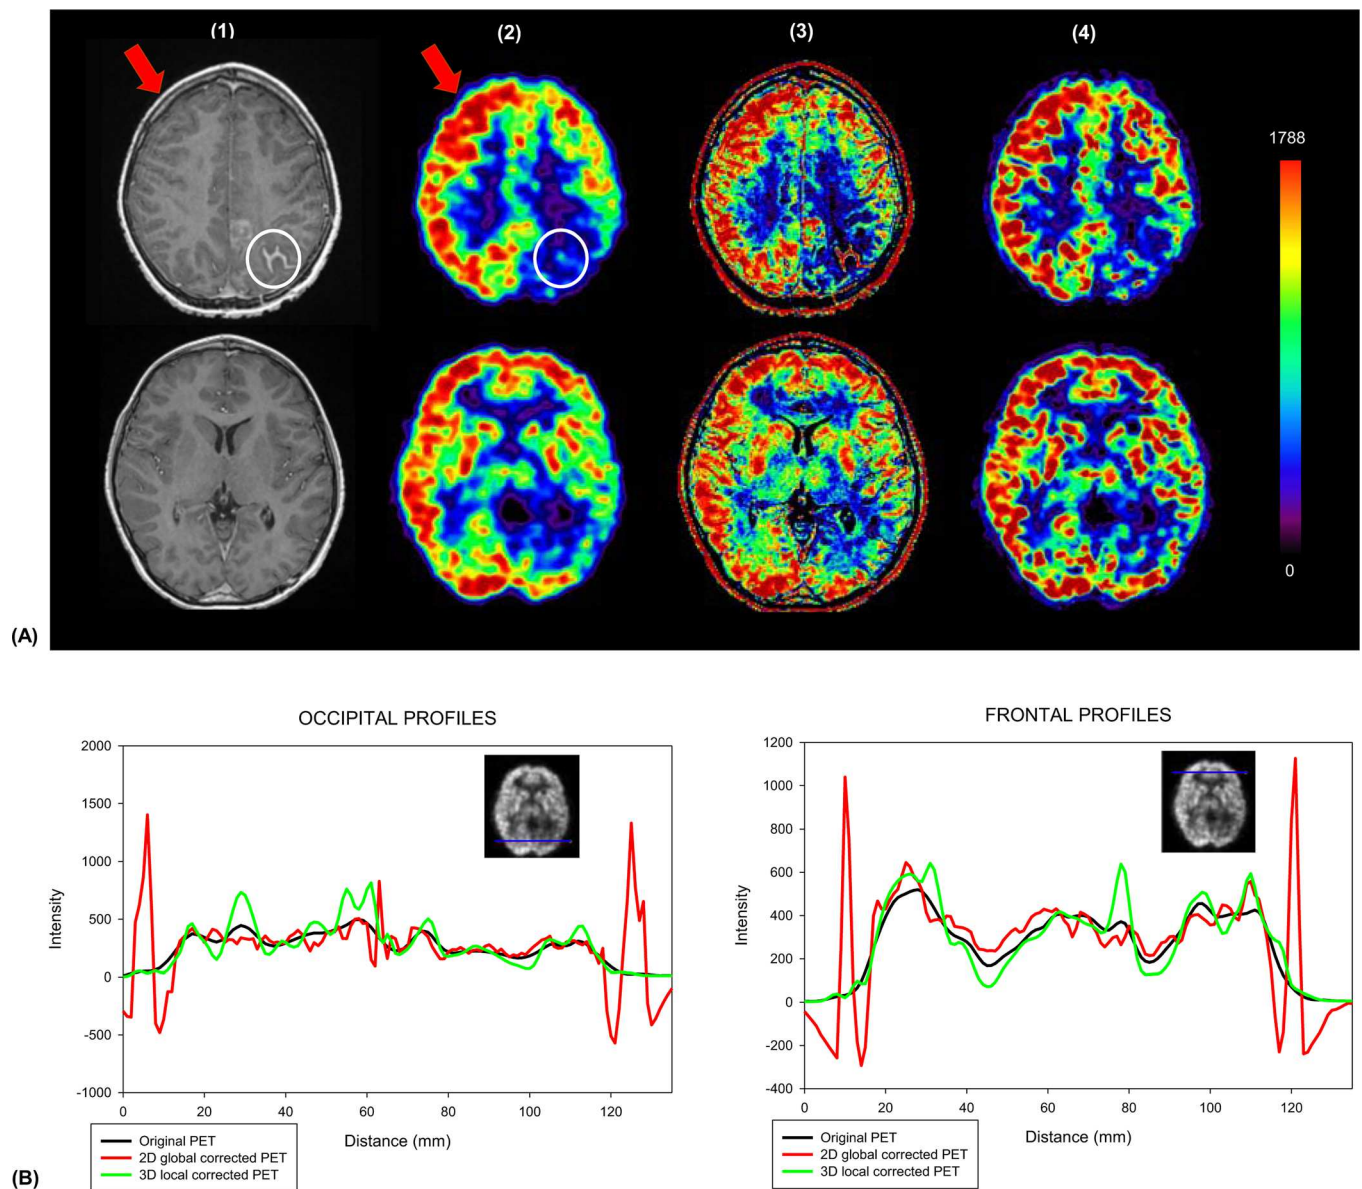 (1) (2) (3) (4)
1788
0
(A)
OCCIPITAL PROFILES
2000
1500
1000
500
0
-500
-1000
Intensity
0 20 40 60 80 100 120
Distance (mm)
Original PET
2D global corrected PET
3D local corrected PET
FRONTAL PROFILES
1200
1000
800
600
400
200
0
-200
-400
Intensity
0 20 40 60 80 100 120
Distance (mm)
Original PET
2D global corrected PET
3D local corrected PET
(B)